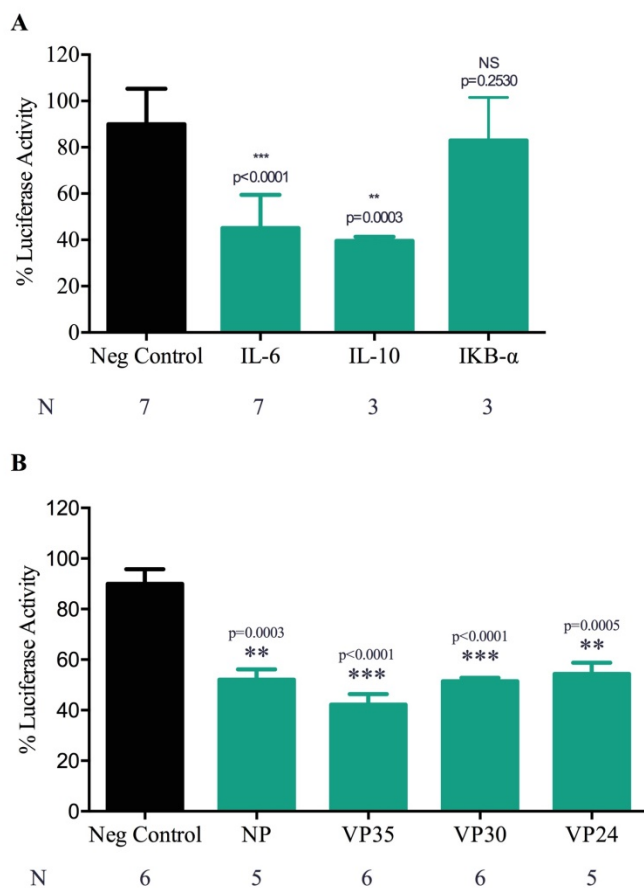 A
120
100
80
60
40
20
0
% Luciferase Activity
***
p<0.0001
**
p=0.0003
NS
p=0.2530
Neg Control IL-6 IL-10 IKB-α
N 7 7 3 3
B
120
100
80
60
40
20
0
% Luciferase Activity
p=0.0003
**
p<0.0001
***
p<0.0001
***
p=0.0005
**
Neg Control NP VP35 VP30 VP24
N 6 5 6 6 5